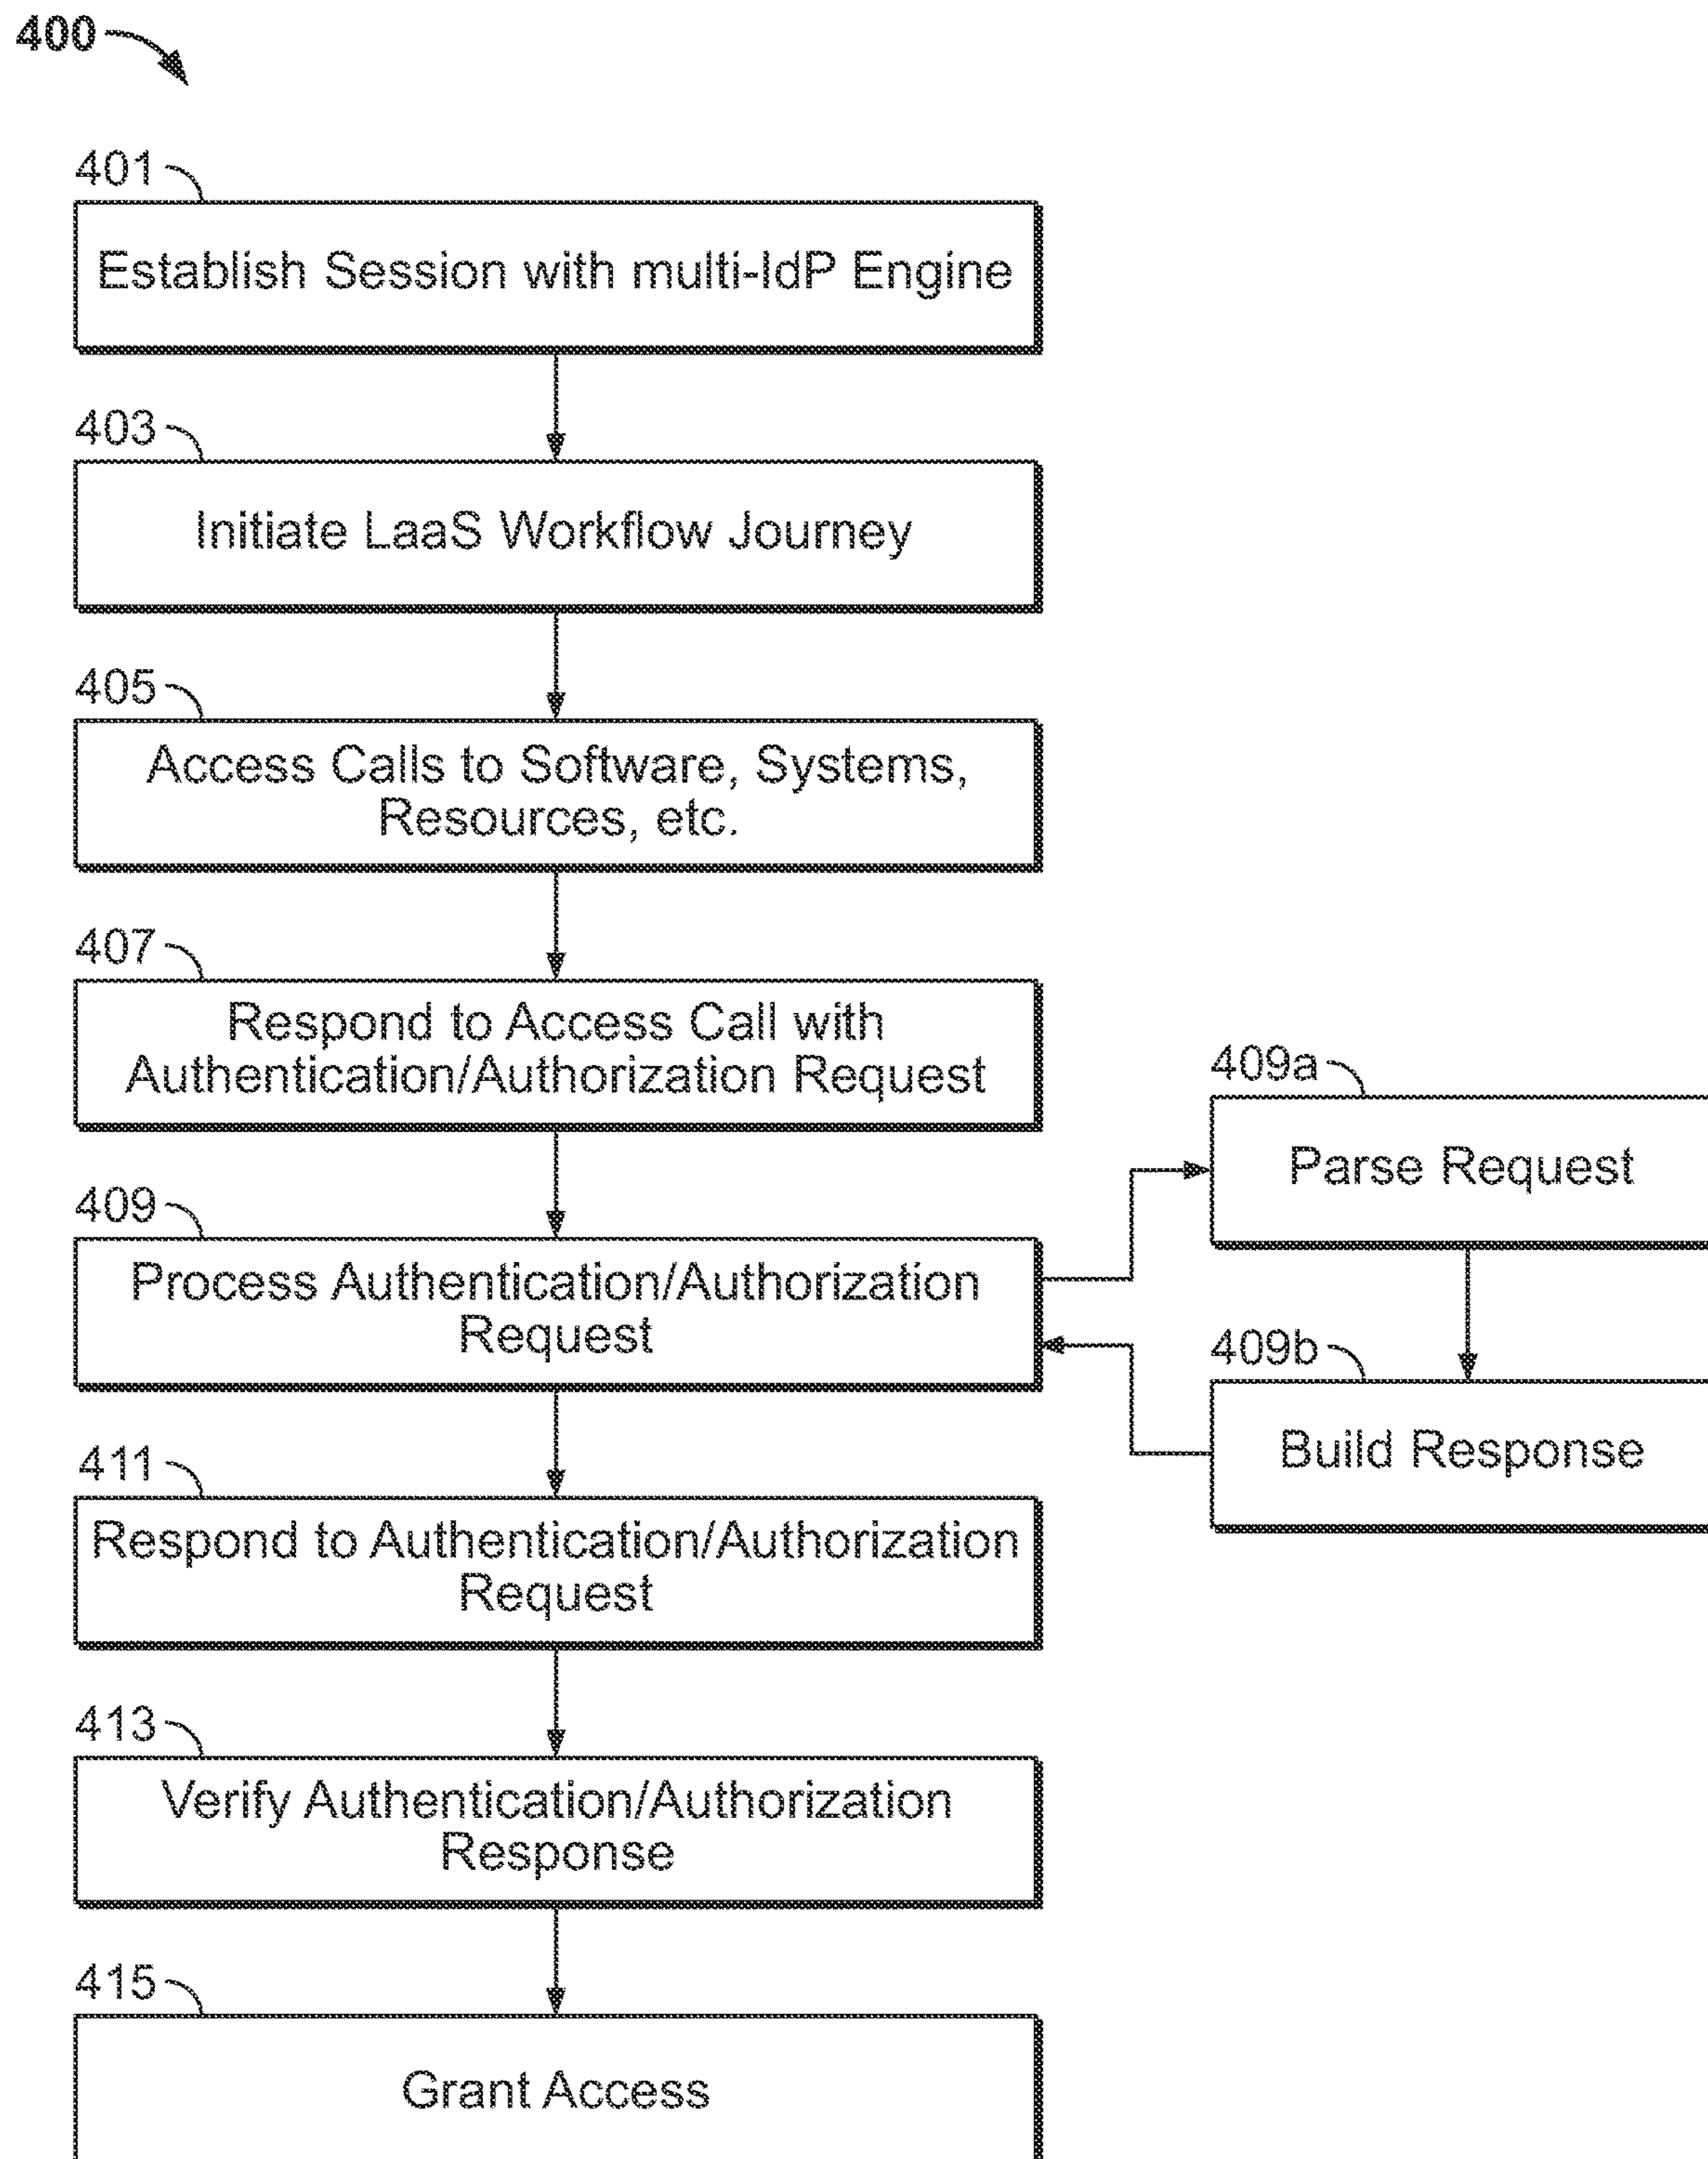 400
401
Establish Session with multi-IdP Engine
403
Initiate LaaS Workflow Journey
405
Access Calls to Software, Systems,
Resources, etc.
407
Respond to Access Call with
Authentication/Authorization Request
409
Process Authentication/Authorization
Request
409a
Parse Request
409b
Build Response
411
Respond to Authentication/Authorization
Request
413
Verify Authentication/Authorization
Response
415
Grant Access